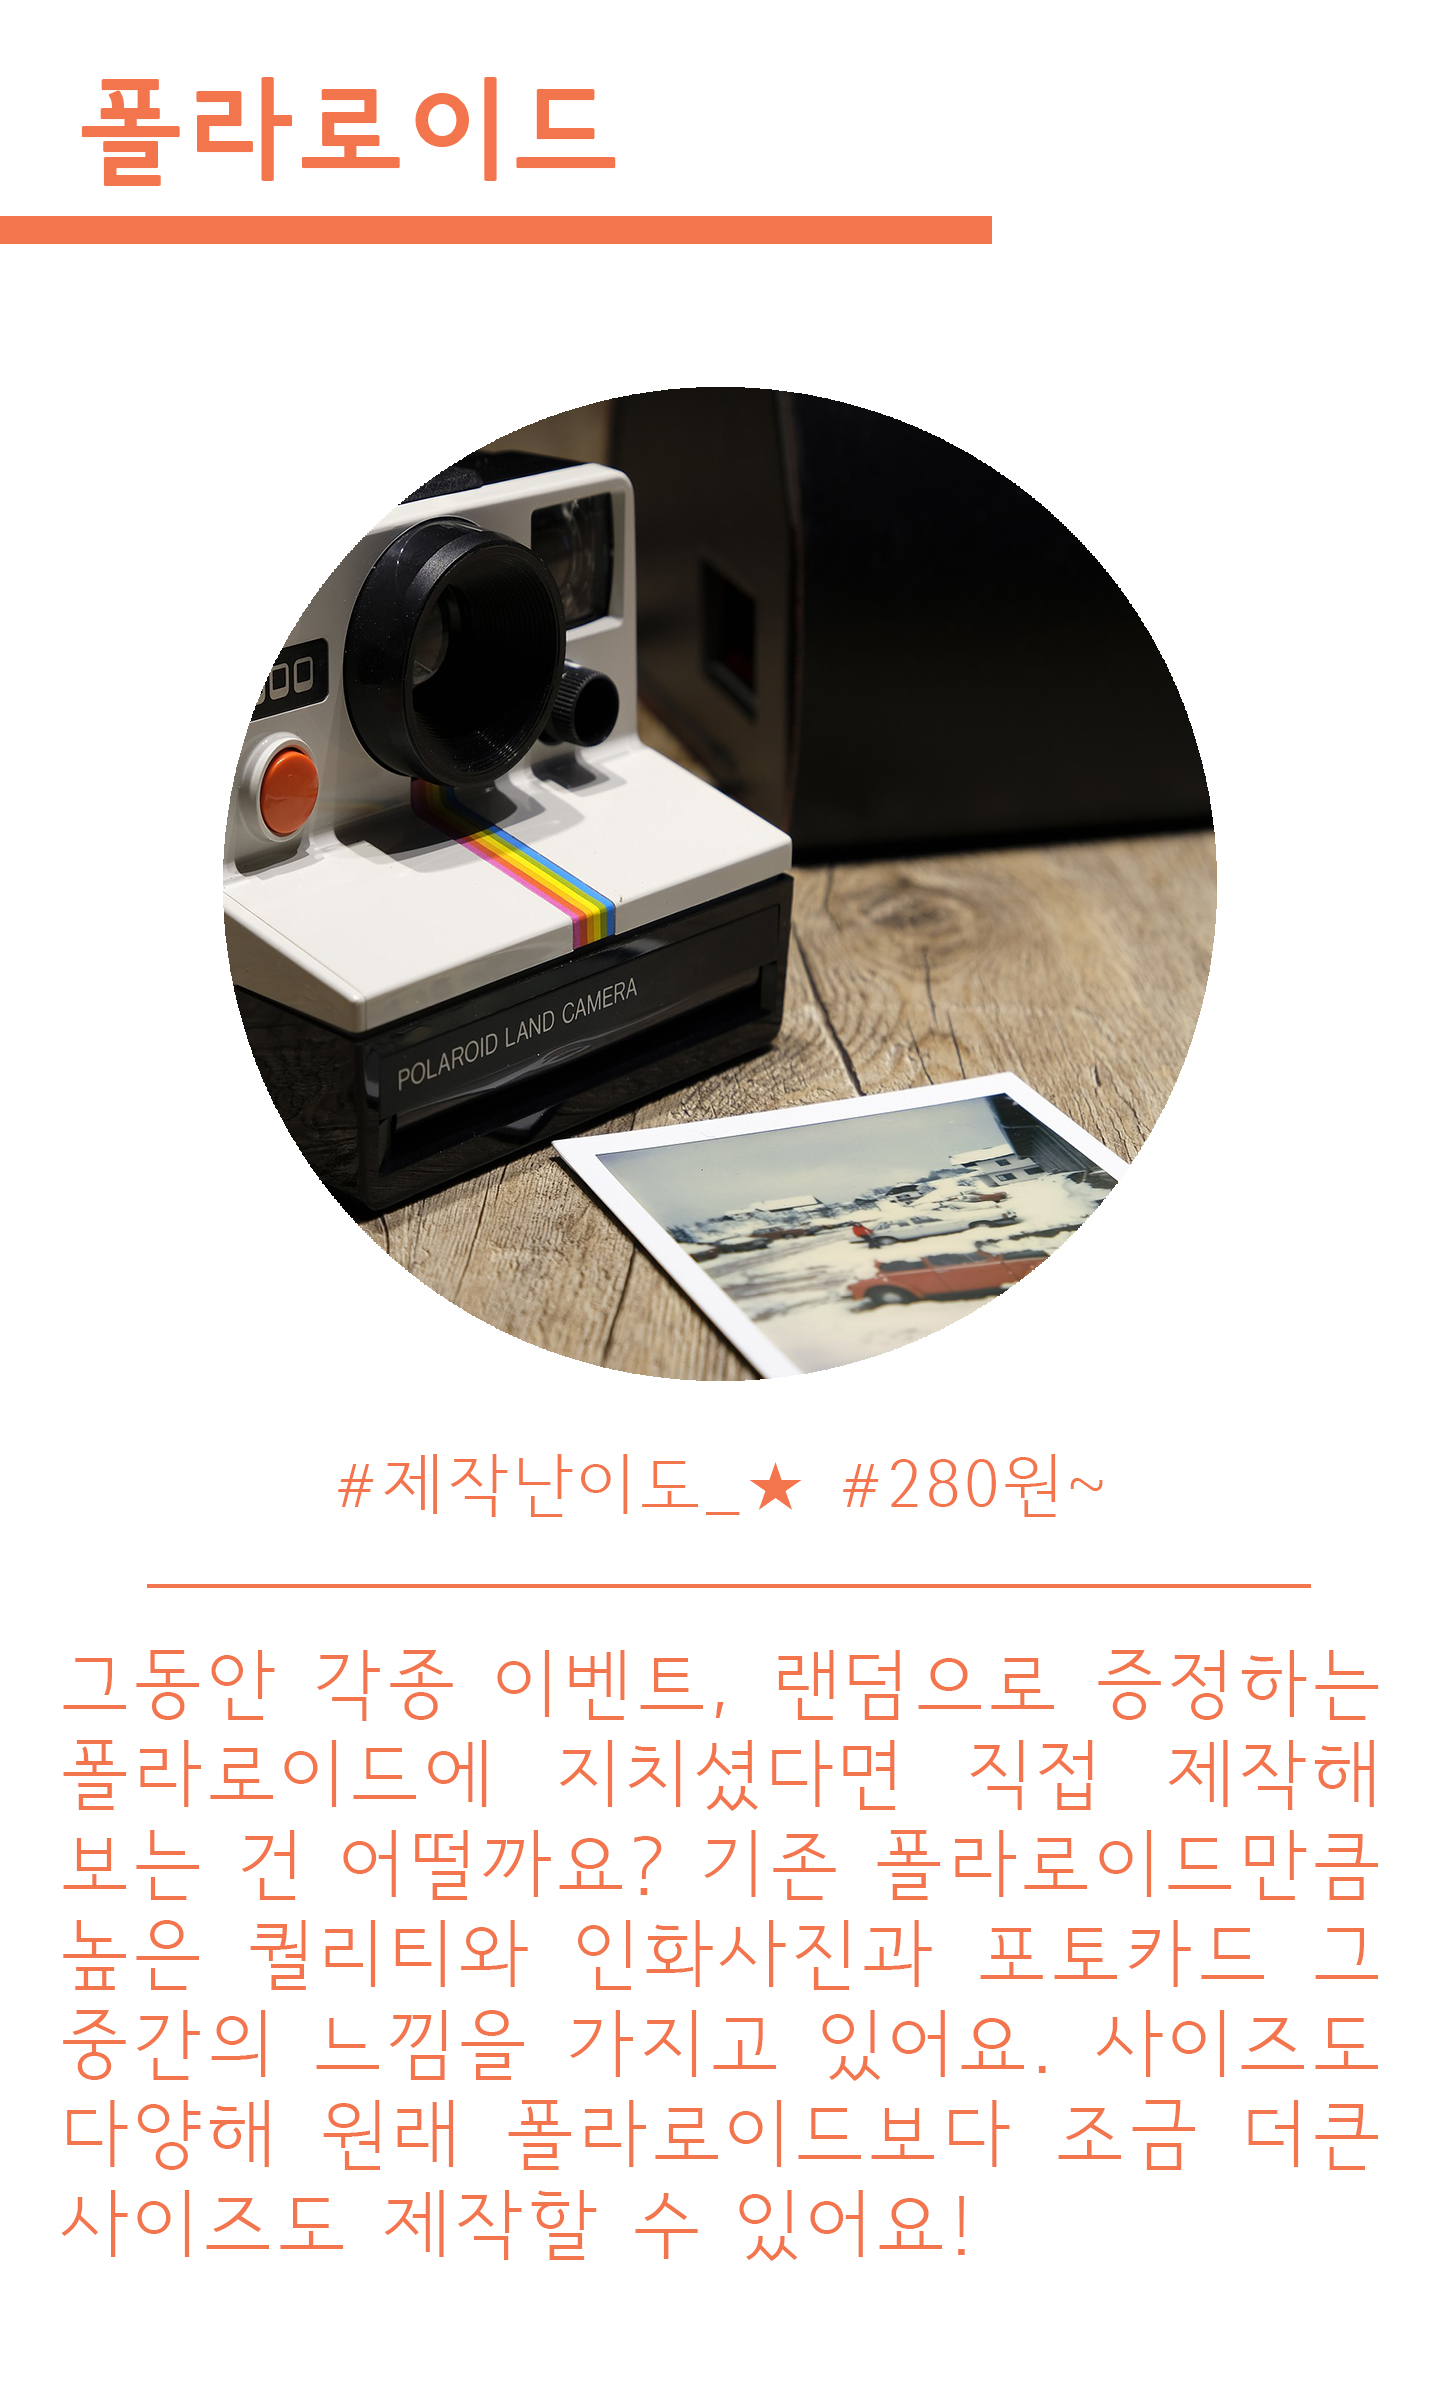 폴라로이드
00
POLAROID LAND CAMERA
#제작난이도_★ #280원~
그동안 각종 이벤트, 랜덤으로 증정하는
폴라로이드에 지치셨다면 직접 제작해
보는 건 어떨까요? 기존 폴라로이드만큼
높은 퀄리티와 인화사진과 포토카드 그
중간의 느낌을 가지고 있어요. 사이즈도
다양해 원래 폴라로이드보다 조금 더큰
사이즈도 제작할 수 있어요!